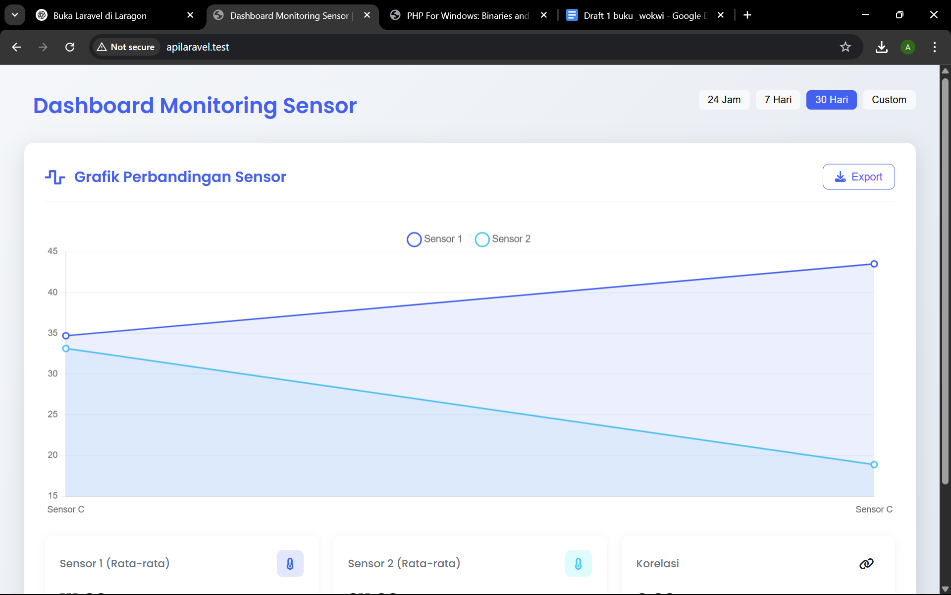 Buka Laravel di Laragon
Dashboard Monitoring Sensor |
PHP For Windows: Binaries and
Draft 1 buku _wokwi - Google D
Not secure
apilaravel.test
A
Dashboard Monitoring Sensor
24 Jam
7 Hari
30 Hari
Custom
Grafik Perbandingan Sensor
Export
Sensor 1
Sensor 2
45
40
35
30
25
20
15
Sensor C
Sensor C
Sensor 1 (Rata-rata)
Sensor 2 (Rata-rata)
Korelasi